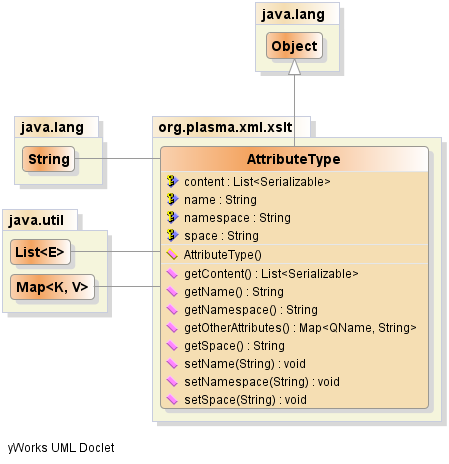 java.lang
Object
java.lang
String
org.plasma.xml.xslt
AttributeType
content : List<Serializable>
name : String
namespace : String
space : String
AttributeType()
getContent() : List<Serializable>
getName() : String
getNamespace() : String
getOtherAttributes() : Map<QName, String>
getSpace() : String
setName(String) : void
setNamespace(String) : void
setSpace(String) : void
java.util
List<E>
Map<K, V>
yWorks UML Doclet